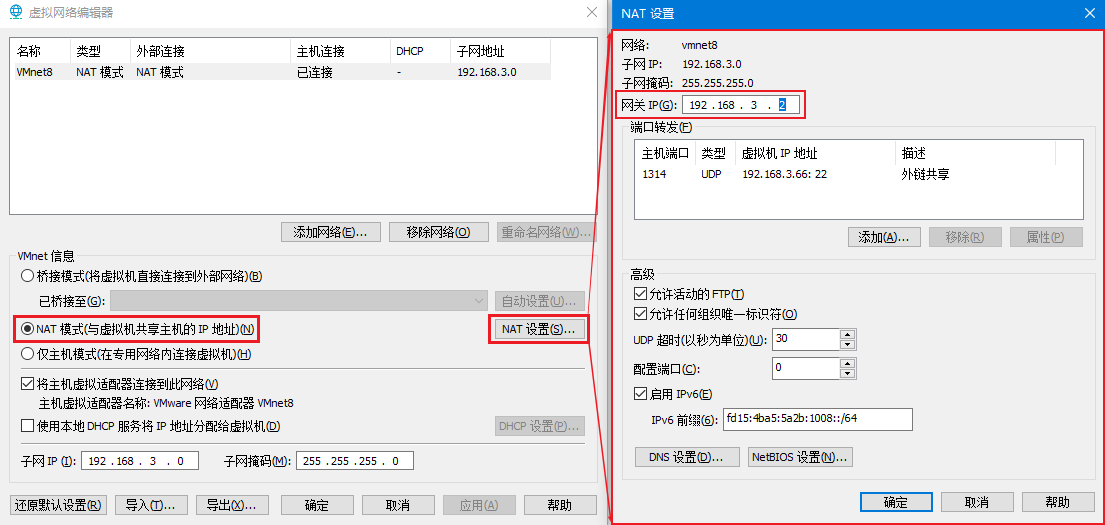 虚拟网络编辑器
名称 类型 外部连接 主机连接 DHCP 子网地址
VMnet8 NAT 模式 NAT 模式 已连接 - 192.168.3.0
添加网络(E)... 移除网络(O) 重命名网络(W)...
VMnet 信息
桥接模式(将虚拟机直接连接到外部网络)(B)
已桥接至(G): 自动设置(U)...
NAT 模式(与虚拟机共享主机的 IP 地址)(N) NAT 设置(S)...
仅主机模式(在专用网络内连接虚拟机)(H)
将主机虚拟适配器连接到此网络(V)
主机虚拟适配器名称: VMware 网络适配器 VMnet8
使用本地 DHCP 服务将 IP 地址分配给虚拟机(D) DHCP 设置(P)...
子网 IP (I): 192 . 168 . 3 . 0 子网掩码(M): 255 . 255 . 255 . 0
还原默认设置(R) 导入(T)... 导出(X)... 确定 取消 应用(A) 帮助
NAT 设置
网络: vmnet8
子网 IP: 192.168.3.0
子网掩码: 255.255.255.0
网关 IP(G): 192 . 168 . 3 . 2
端口转发(F)
主机端口 类型 虚拟机 IP 地址 描述
1314 UDP 192.168.3.66: 22 外链共享
添加(A)... 移除(R) 属性(P)
高级
允许活动的 FTP(T)
允许任何组织唯一标识符(O)
UDP 超时(以秒为单位)(U): 30
配置端口(C): 0
启用 IPv6(E)
IPv6 前缀(6): fd15:4ba5:5a2b:1008::/64
DNS 设置(D)... NetBIOS 设置(N)...
确定 取消 帮助